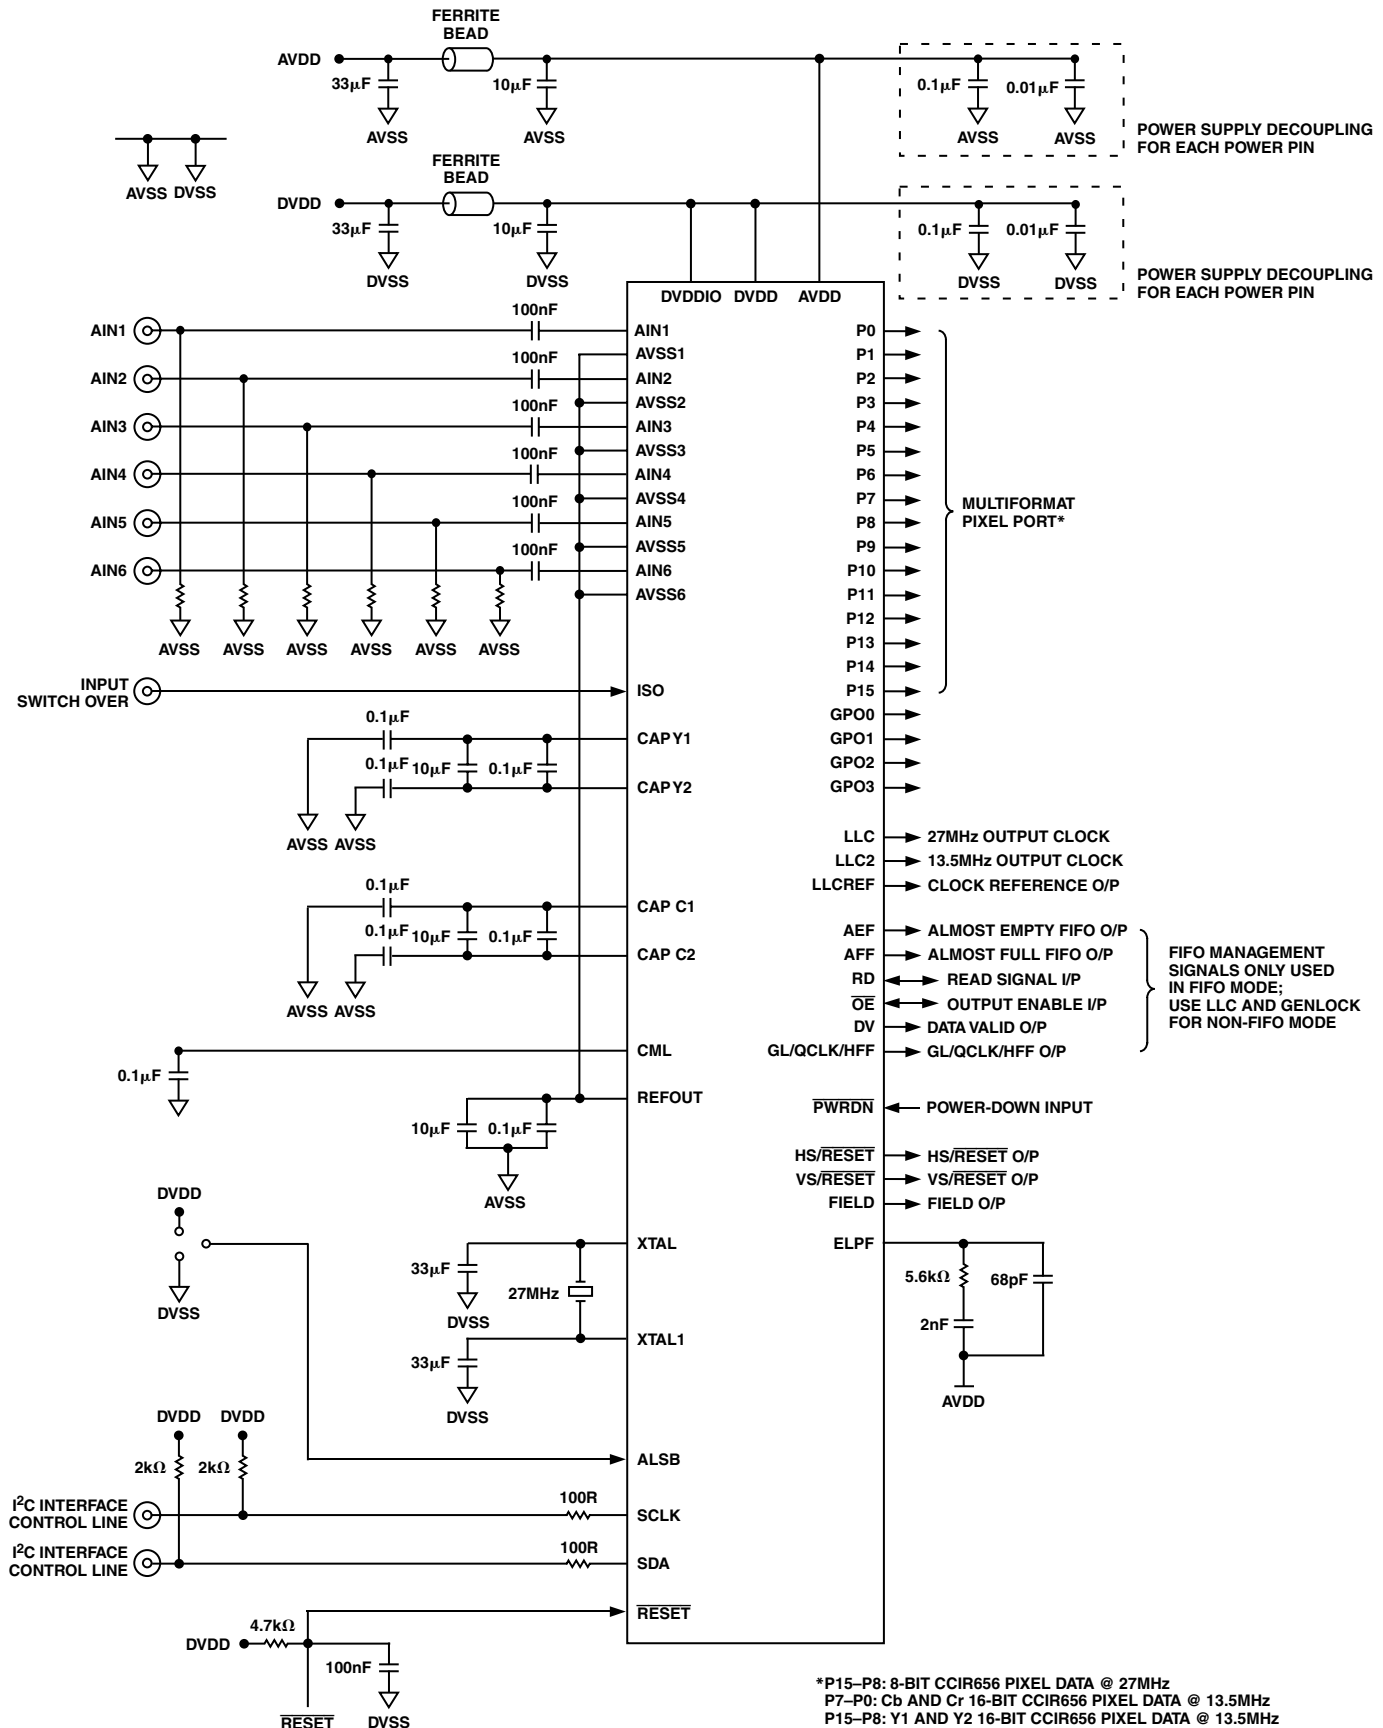 FERRITE
BEAD
AVDD
33μF
10μF
0.1μF
0.01μF
AVSS
AVSS
AVSS
AVSS
POWER SUPPLY DECOUPLING
FOR EACH POWER PIN
AVSS DVSS
FERRITE
BEAD
DVDD
33μF
10μF
0.1μF
0.01μF
DVSS
DVSS
DVSS
DVSS
POWER SUPPLY DECOUPLING
FOR EACH POWER PIN
DVDDIO DVDD AVDD
AIN1
100nF
AIN1
AVSS1
AIN2
100nF
AIN2
AVSS2
AIN3
100nF
AIN3
AVSS3
AIN4
100nF
AIN4
AVSS4
AIN5
100nF
AIN5
AVSS5
AIN6
100nF
AIN6
AVSS6
AVSS AVSS AVSS AVSS AVSS AVSS
INPUT
SWITCH OVER
ISO
0.1μF
CAP Y1
0.1μF 10μF 0.1μF
CAP Y2
AVSS AVSS
0.1μF
CAP C1
0.1μF 10μF 0.1μF
CAP C2
AVSS AVSS
CML
0.1μF
REFOUT
10μF 0.1μF
AVSS
DVDD
DVSS
XTAL
33μF
DVSS
27MHz
XTAL1
33μF
DVSS
DVDD DVDD
2kΩ 2kΩ
ALSB
I²C INTERFACE
CONTROL LINE
100R
SCLK
I²C INTERFACE
CONTROL LINE
100R
SDA
RESET
4.7kΩ
DVDD
100nF
RESET
DVSS
P0
P1
P2
P3
P4
P5
P6
P7
P8
P9
P10
P11
P12
P13
P14
P15
MULTIFORMAT
PIXEL PORT*
GPO0
GPO1
GPO2
GPO3
LLC 27MHz OUTPUT CLOCK
LLC2 13.5MHz OUTPUT CLOCK
LLCREF CLOCK REFERENCE O/P
AEF ALMOST EMPTY FIFO O/P
AFF ALMOST FULL FIFO O/P
RD READ SIGNAL I/P
OE OUTPUT ENABLE I/P
DV DATA VALID O/P
GL/QCLK/HFF GL/QCLK/HFF O/P
FIFO MANAGEMENT
SIGNALS ONLY USED
IN FIFO MODE;
USE LLC AND GENLOCK
FOR NON-FIFO MODE
PWRDN POWER-DOWN INPUT
HS/RESET HS/RESET O/P
VS/RESET VS/RESET O/P
FIELD FIELD O/P
ELPF
5.6kΩ
68pF
2nF
AVDD
*P15–P8: 8-BIT CCIR656 PIXEL DATA @ 27MHz
P7–P0: Cb AND Cr 16-BIT CCIR656 PIXEL DATA @ 13.5MHz
P15–P8: Y1 AND Y2 16-BIT CCIR656 PIXEL DATA @ 13.5MHz